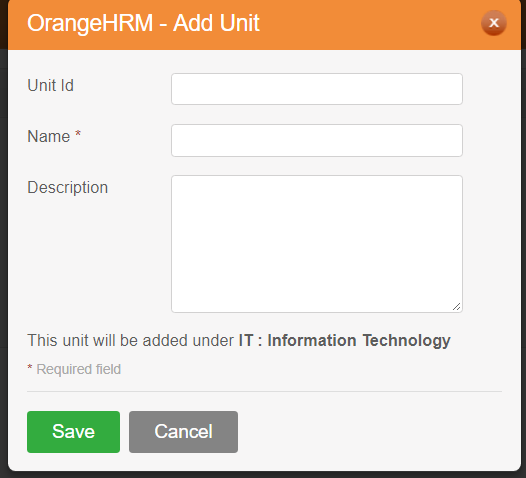 OrangeHRM - Add Unit
x
Unit Id
Name *
Description
This unit will be added under IT : Information Technology
* Required field
Save Cancel